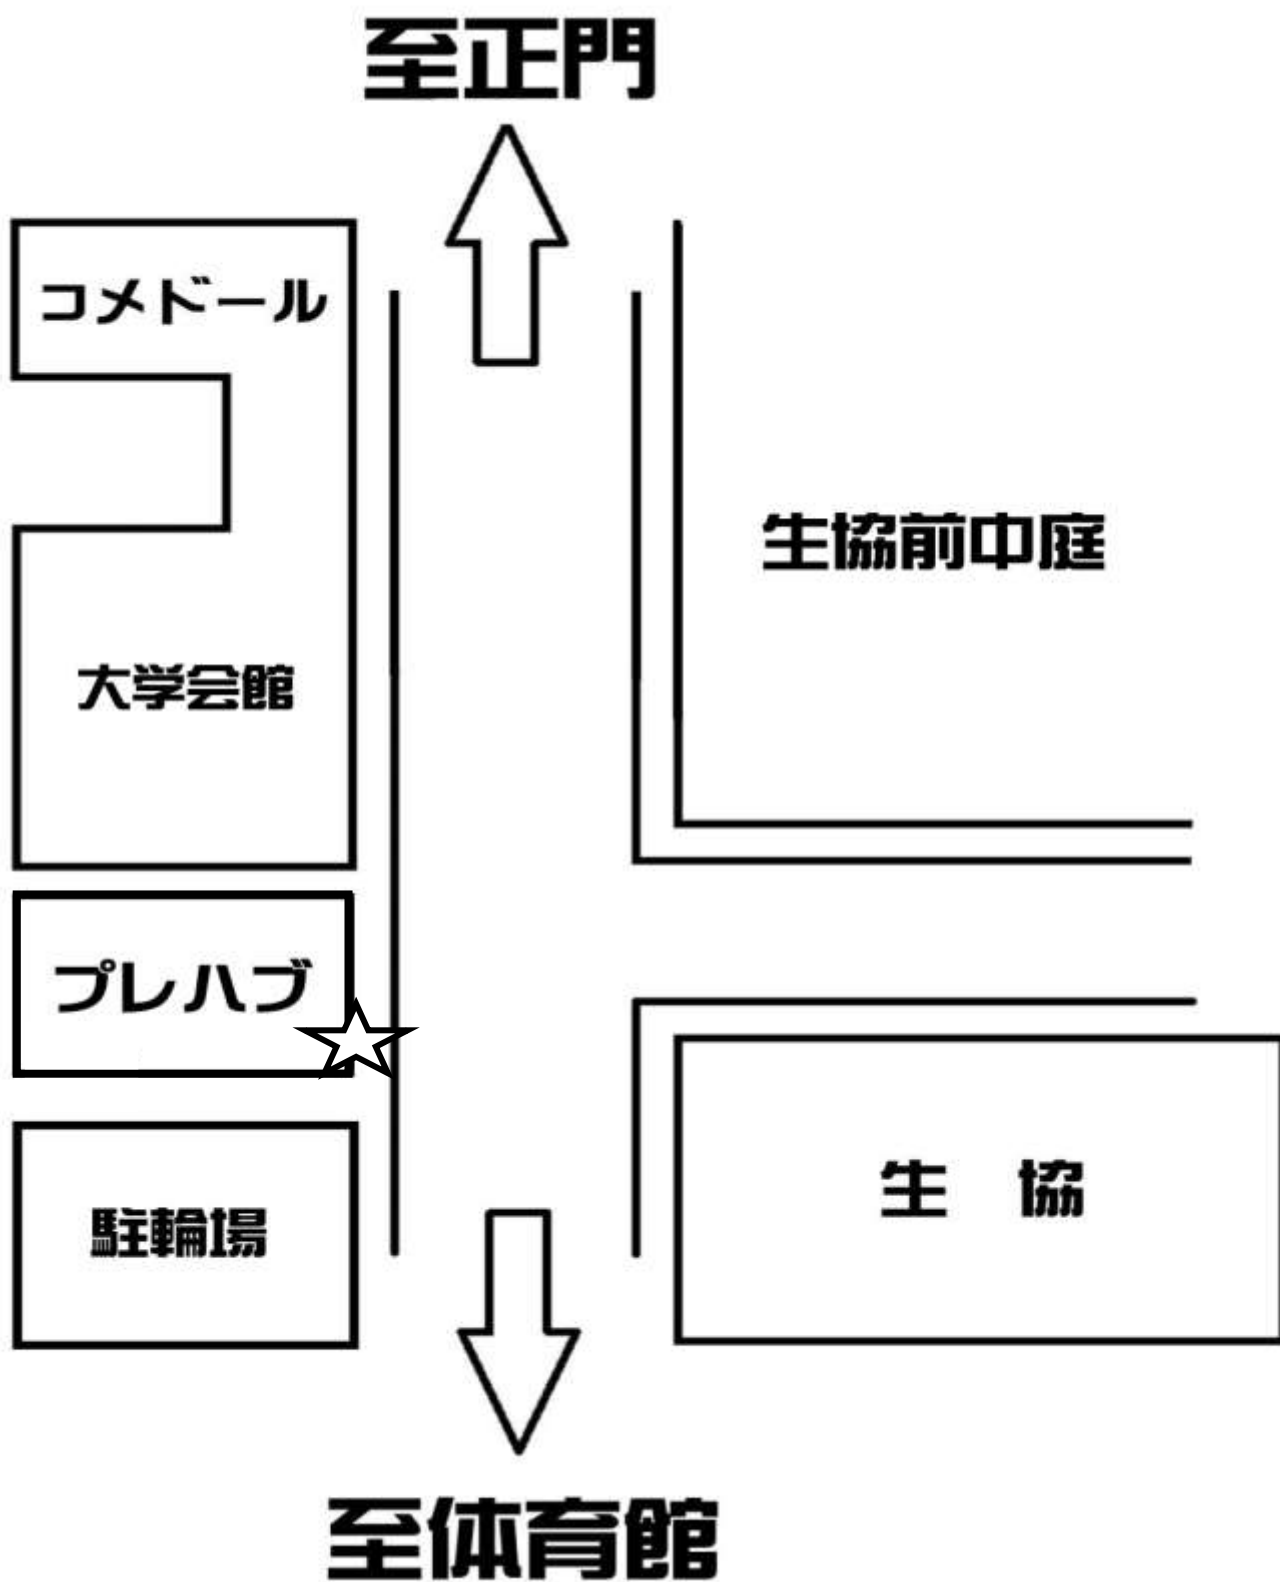 至正門
コメドール
生協前中庭
大学会館
プレハブ
生 協
駐輪場
至体育館